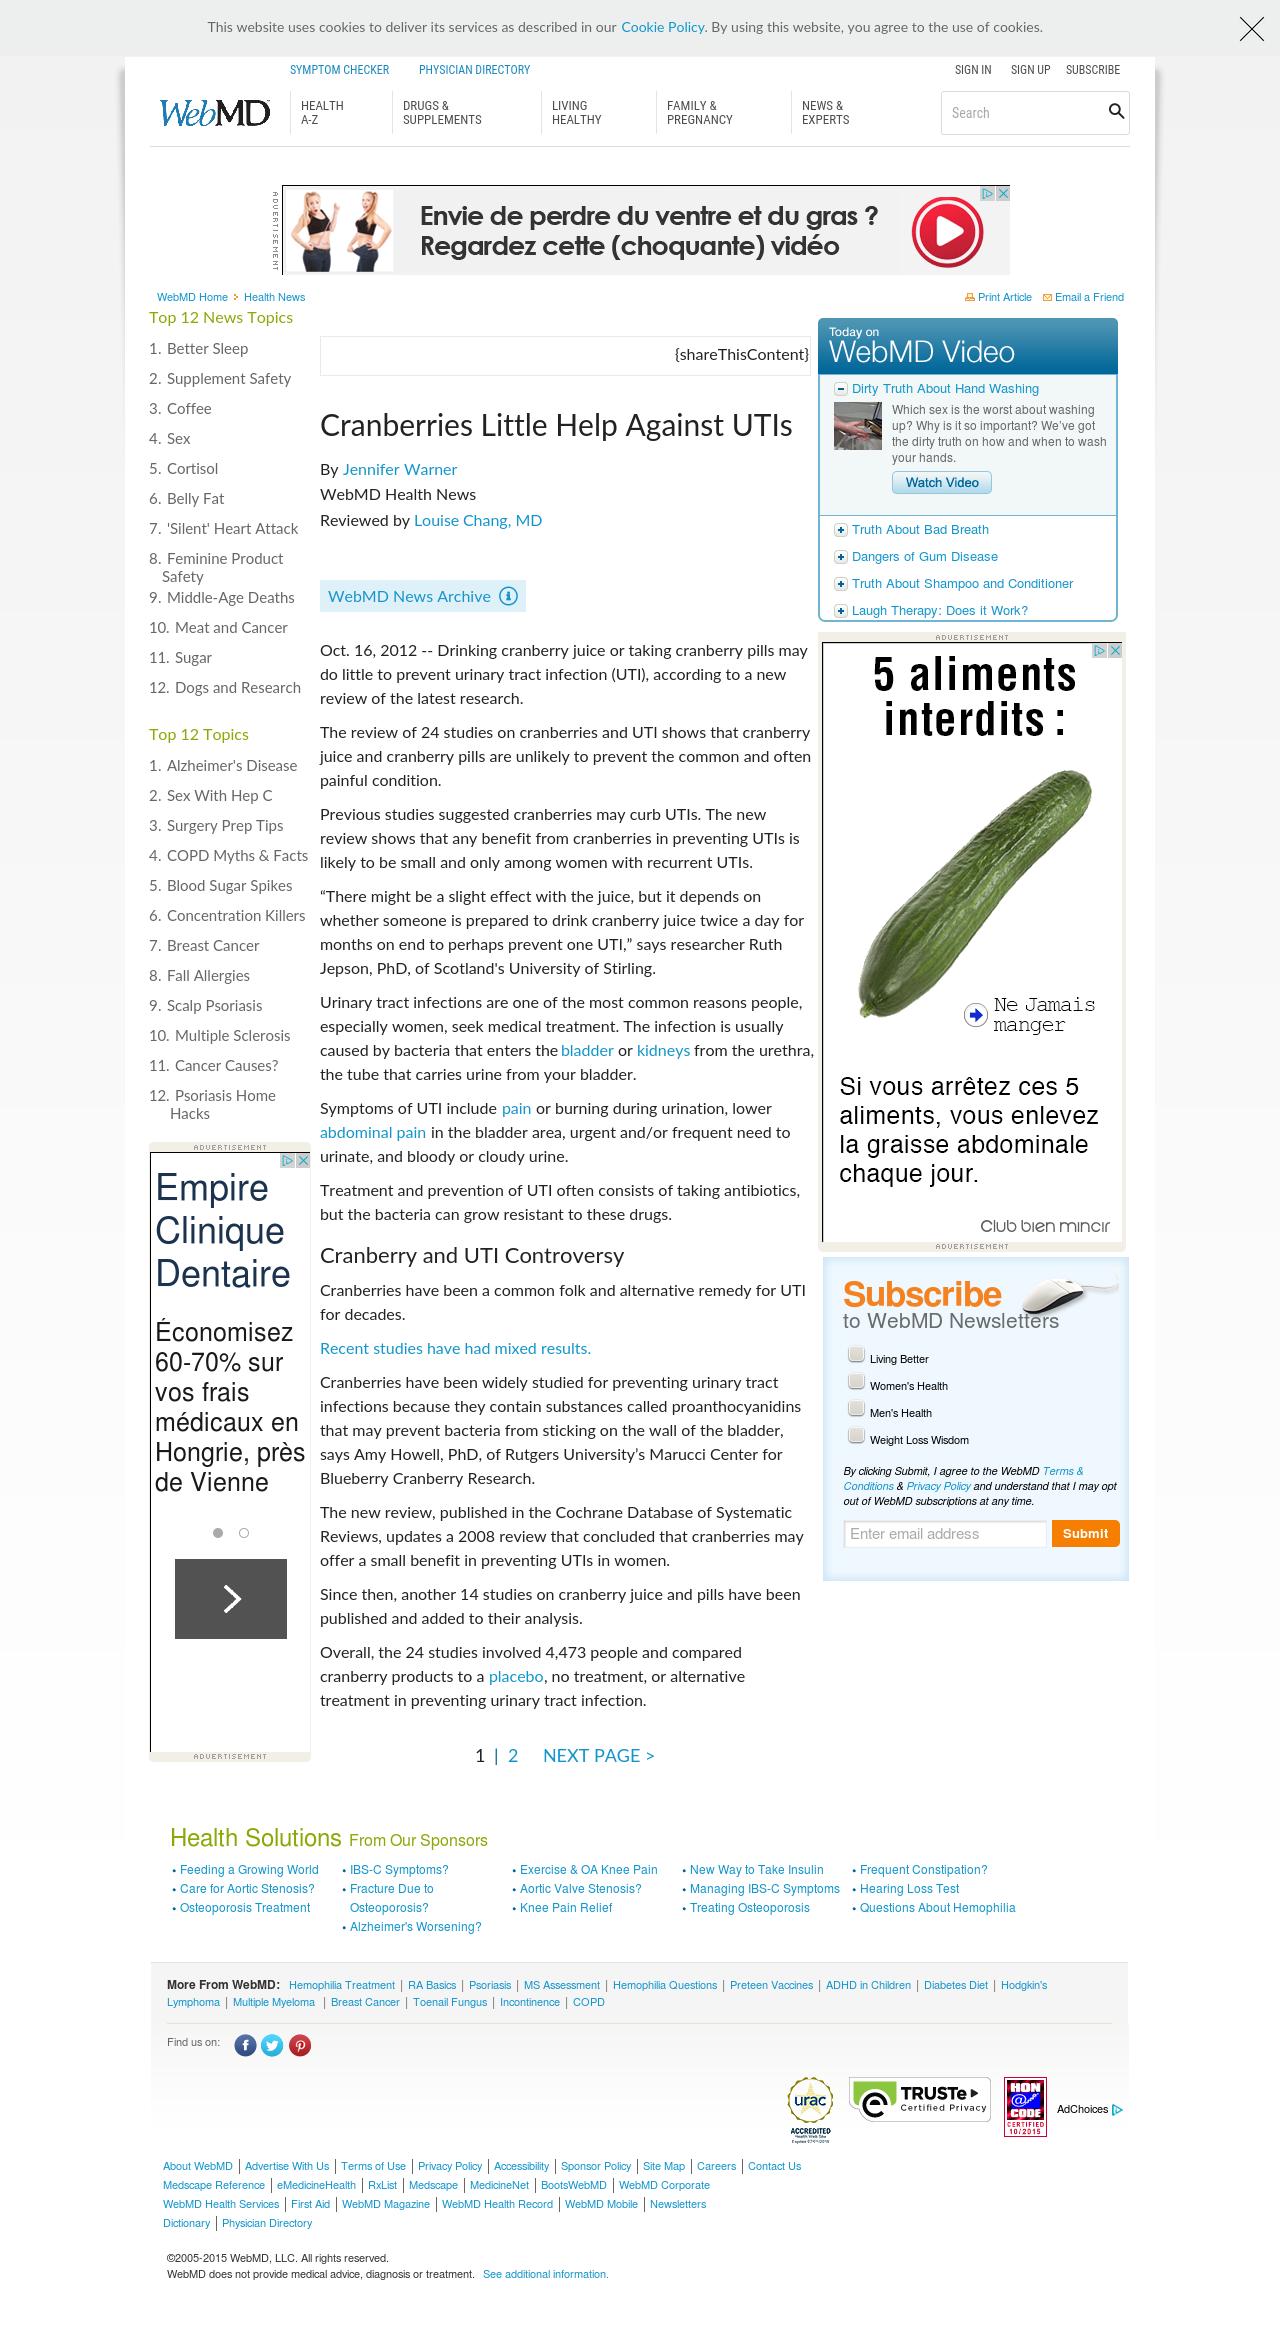 This website uses cookies to deliver its services as described in our Cookie Policy. By using this website, you agree to the use of cookies.
SYMPTOM CHECKER PHYSICIAN DIRECTORY SIGN IN SIGN UP SUBSCRIBE
WebMD
HEALTH
A-Z
DRUGS &
SUPPLEMENTS
LIVING
HEALTHY
FAMILY &
PREGNANCY
NEWS &
EXPERTS
Search
ADVERTISEMENT
Envie de perdre du ventre et du gras ?
Regardez cette (choquante) vidéo
WebMD Home Health News
Print Article Email a Friend
Top 12 News Topics
1. Better Sleep
2. Supplement Safety
3. Coffee
4. Sex
5. Cortisol
6. Belly Fat
7. 'Silent' Heart Attack
8. Feminine Product
Safety
9. Middle-Age Deaths
10. Meat and Cancer
11. Sugar
12. Dogs and Research
Top 12 Topics
1. Alzheimer's Disease
2. Sex With Hep C
3. Surgery Prep Tips
4. COPD Myths & Facts
5. Blood Sugar Spikes
6. Concentration Killers
7. Breast Cancer
8. Fall Allergies
9. Scalp Psoriasis
10. Multiple Sclerosis
11. Cancer Causes?
12. Psoriasis Home
Hacks
ADVERTISEMENT
Empire
Clinique
Dentaire
Économisez
60-70% sur
vos frais
médicaux en
Hongrie, près
de Vienne
ADVERTISEMENT
{shareThisContent}
Cranberries Little Help Against UTIs
By Jennifer Warner
WebMD Health News
Reviewed by Louise Chang, MD
WebMD News Archive
Oct. 16, 2012 -- Drinking cranberry juice or taking cranberry pills may
do little to prevent urinary tract infection (UTI), according to a new
review of the latest research.
The review of 24 studies on cranberries and UTI shows that cranberry
juice and cranberry pills are unlikely to prevent the common and often
painful condition.
Previous studies suggested cranberries may curb UTIs. The new
review shows that any benefit from cranberries in preventing UTIs is
likely to be small and only among women with recurrent UTIs.
“There might be a slight effect with the juice, but it depends on
whether someone is prepared to drink cranberry juice twice a day for
months on end to perhaps prevent one UTI,” says researcher Ruth
Jepson, PhD, of Scotland's University of Stirling.
Urinary tract infections are one of the most common reasons people,
especially women, seek medical treatment. The infection is usually
caused by bacteria that enters the bladder or kidneys from the urethra,
the tube that carries urine from your bladder.
Symptoms of UTI include pain or burning during urination, lower
abdominal pain in the bladder area, urgent and/or frequent need to
urinate, and bloody or cloudy urine.
Treatment and prevention of UTI often consists of taking antibiotics,
but the bacteria can grow resistant to these drugs.
Cranberry and UTI Controversy
Cranberries have been a common folk and alternative remedy for UTI
for decades.
Recent studies have had mixed results.
Cranberries have been widely studied for preventing urinary tract
infections because they contain substances called proanthocyanidins
that may prevent bacteria from sticking on the wall of the bladder,
says Amy Howell, PhD, of Rutgers University’s Marucci Center for
Blueberry Cranberry Research.
The new review, published in the Cochrane Database of Systematic
Reviews, updates a 2008 review that concluded that cranberries may
offer a small benefit in preventing UTIs in women.
Since then, another 14 studies on cranberry juice and pills have been
published and added to their analysis.
Overall, the 24 studies involved 4,473 people and compared
cranberry products to a placebo, no treatment, or alternative
treatment in preventing urinary tract infection.
1 | 2 NEXT PAGE >
Today on
WebMD Video
Dirty Truth About Hand Washing
Which sex is the worst about washing
up? Why is it so important? We’ve got
the dirty truth on how and when to wash
your hands.
Watch Video
Truth About Bad Breath
Dangers of Gum Disease
Truth About Shampoo and Conditioner
Laugh Therapy: Does it Work?
ADVERTISEMENT
5 aliments
interdits :
Ne Jamais
manger
Si vous arrêtez ces 5
aliments, vous enlevez
la graisse abdominale
chaque jour.
Club bien mincir
ADVERTISEMENT
Subscribe
to WebMD Newsletters
Living Better
Women's Health
Men's Health
Weight Loss Wisdom
By clicking Submit, I agree to the WebMD Terms &
Conditions & Privacy Policy and understand that I may opt
out of WebMD subscriptions at any time.
Enter email address Submit
Health Solutions From Our Sponsors
• Feeding a Growing World
• Care for Aortic Stenosis?
• Osteoporosis Treatment
• IBS-C Symptoms?
• Fracture Due to
Osteoporosis?
• Alzheimer's Worsening?
• Exercise & OA Knee Pain
• Aortic Valve Stenosis?
• Knee Pain Relief
• New Way to Take Insulin
• Managing IBS-C Symptoms
• Treating Osteoporosis
• Frequent Constipation?
• Hearing Loss Test
• Questions About Hemophilia
More From WebMD: Hemophilia Treatment | RA Basics | Psoriasis | MS Assessment | Hemophilia Questions | Preteen Vaccines | ADHD in Children | Diabetes Diet | Hodgkin's
Lymphoma | Multiple Myeloma | Breast Cancer | Toenail Fungus | Incontinence | COPD
Find us on:
urac
ACCREDITED
Health Web Site
TRUSTe
Certified Privacy
HON
@
CODE
CERTIFIED
10/2015
AdChoices
About WebMD | Advertise With Us | Terms of Use | Privacy Policy | Accessibility | Sponsor Policy | Site Map | Careers | Contact Us
Medscape Reference | eMedicineHealth | RxList | Medscape | MedicineNet | BootsWebMD | WebMD Corporate
WebMD Health Services | First Aid | WebMD Magazine | WebMD Health Record | WebMD Mobile | Newsletters
Dictionary | Physician Directory
©2005-2015 WebMD, LLC. All rights reserved.
WebMD does not provide medical advice, diagnosis or treatment. See additional information.